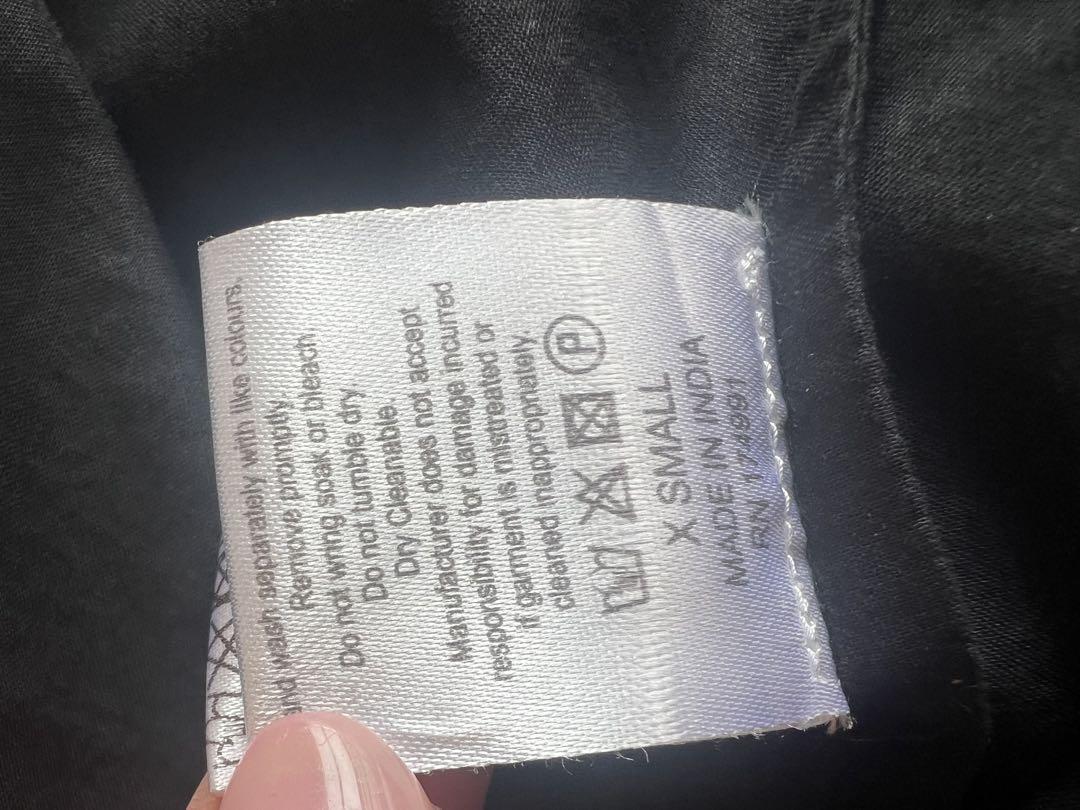 wash separately with like colours.
Remove promptly.
Do not wring soak or bleach
Do not tumble dry.
Dry Cleanable.
Manufacturer does not accept
responsibility for damage incurred
if garment is mistreated or
cleaned inappropriately.
P
X SMALL
MADE IN INDIA
RN 174991